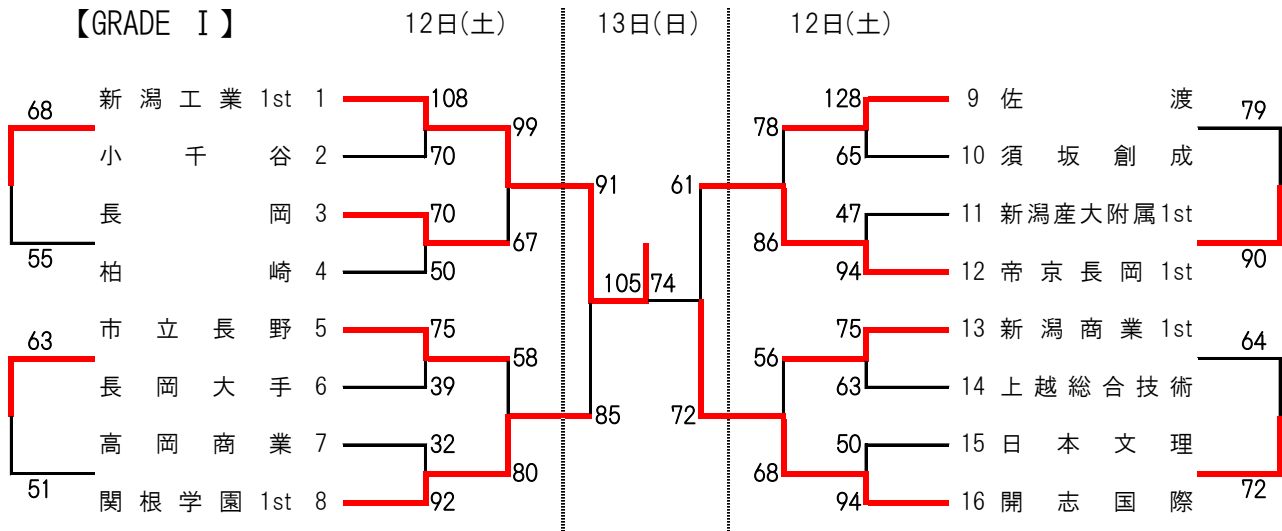 【GRADE Ⅰ】 12日(土) 13日(日) 12日(土)
新潟工業1st 1 108 128 9 佐渡
68 99 78 79
小千谷 2 70 65 10 須坂創成
91 61
長岡 3 70 47 11 新潟産大附属1st
55 67 86 90
柏崎 4 50 94 12 帝京長岡1st
105 74
市立長野 5 75 75 13 新潟商業1st
63 58 56 64
長岡大手 6 39 63 14 上越総合技術
85 72
高岡商業 7 32 50 15 日本文理
51 80 68 72
関根学園1st 8 92 94 16 開志国際